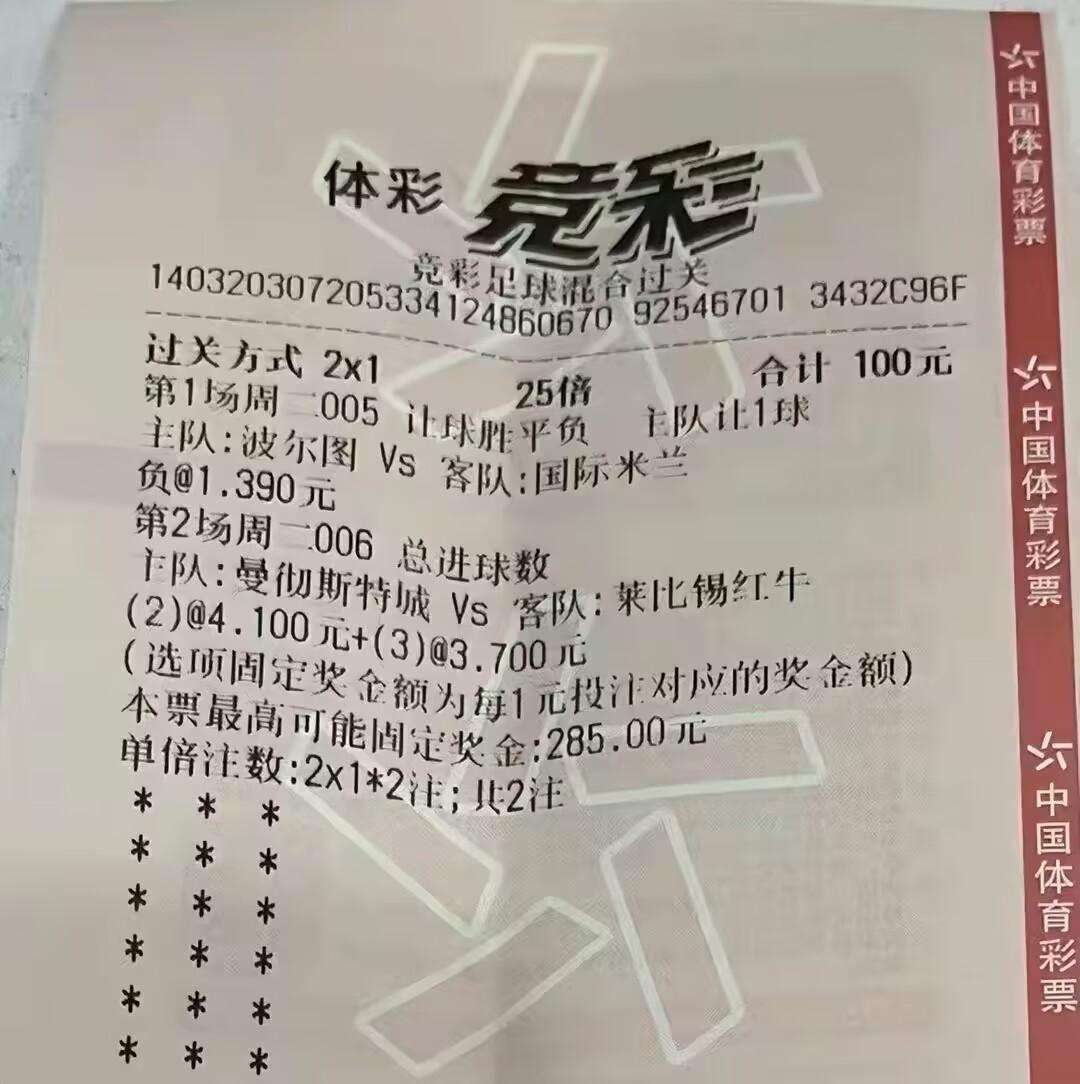 体彩 竞彩
竞彩足球混合过关
140320307205334124860670 92546701 3432C96F
过关方式 2x1 25倍 合计 100元
第1场周二005 让球胜平负 主队让1球
主队:波尔图 Vs 客队:国际米兰
负@1.390元
第2场周二006 总进球数
主队:曼彻斯特城 Vs 客队:莱比锡红牛
(2)@4.100元+(3)@3.700元
(选项固定奖金额为每1元投注对应的奖金额)
本票最高可能固定奖金:285.00元
单倍注数:2x1*2注;共2注
* * *
* * *
* * *
* * *
* * *
* * *
中国体育彩票
中国体育彩票
中国体育彩票